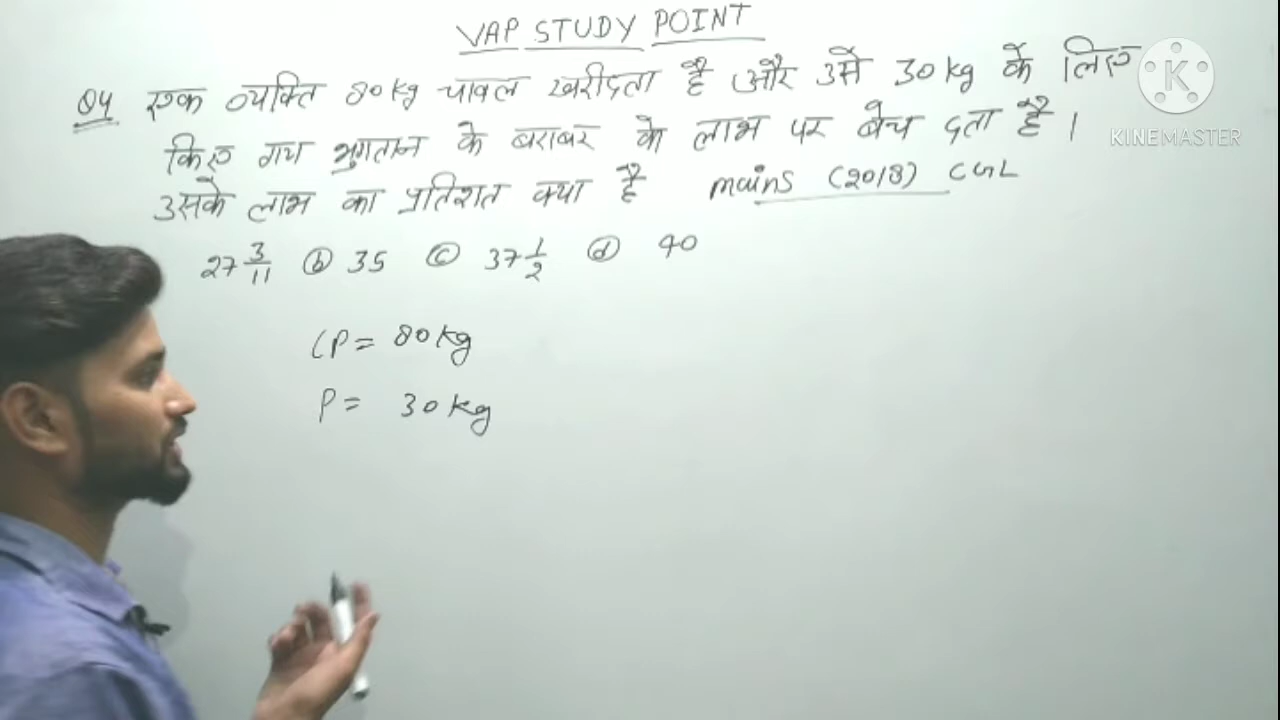 VAP STUDY POINT
Q4 एक व्यक्ति 80kg चावल खरीदता है और उसे 30kg के लिए
किए गये भुगतान के बराबर के लाभ पर बेच देता है।
उसके लाभ का प्रतिशत क्या है mains (2018) CGL
27 3/11 ⓑ 35 ⓒ 37 1/2 ⓓ 40
CP = 80kg
P = 30kg
K
KINEMASTER